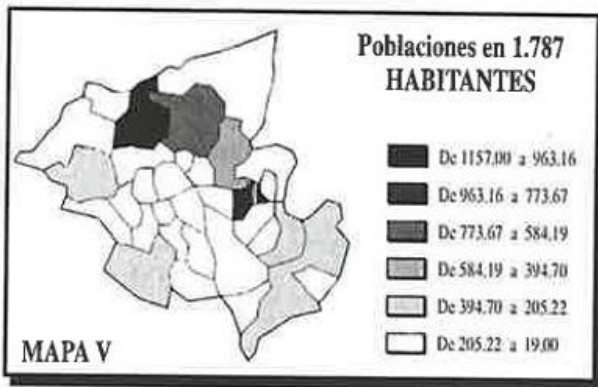 Poblaciones en 1.787
HABITANTES
De 1157.00 a 963.16
De 963.16 a 773.67
De 773.67 a 584.19
De 584.19 a 394.70
De 394.70 a 205.22
De 205.22 a 19.00
MAPA V